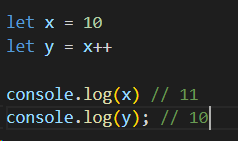 let x = 10
let y = x++
console.log(x) // 11
console.log(y); // 10